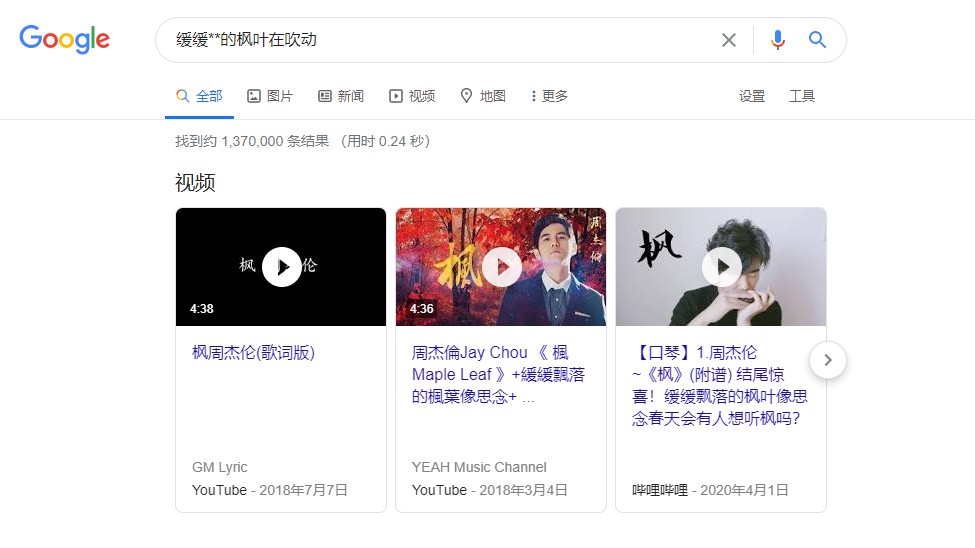 Google
缓缓**的枫叶在吹动
全部
图片
新闻
视频
地图
更多
设置
工具
找到约 1,370,000 条结果 （用时 0.24 秒）
视频
枫
伦
4:38
枫
周杰伦
4:36
枫
枫周杰伦(歌词版)
GM Lyric
YouTube - 2018年7月7日
周杰倫Jay Chou 《 楓
Maple Leaf 》+緩緩飄落
的楓葉像思念+ ...
YEAH Music Channel
YouTube - 2018年3月4日
【口琴】1.周杰伦
~《枫》(附谱) 结尾惊
喜！缓缓飘落的枫叶像思
念春天会有人想听枫吗？
哔哩哔哩 - 2020年4月1日